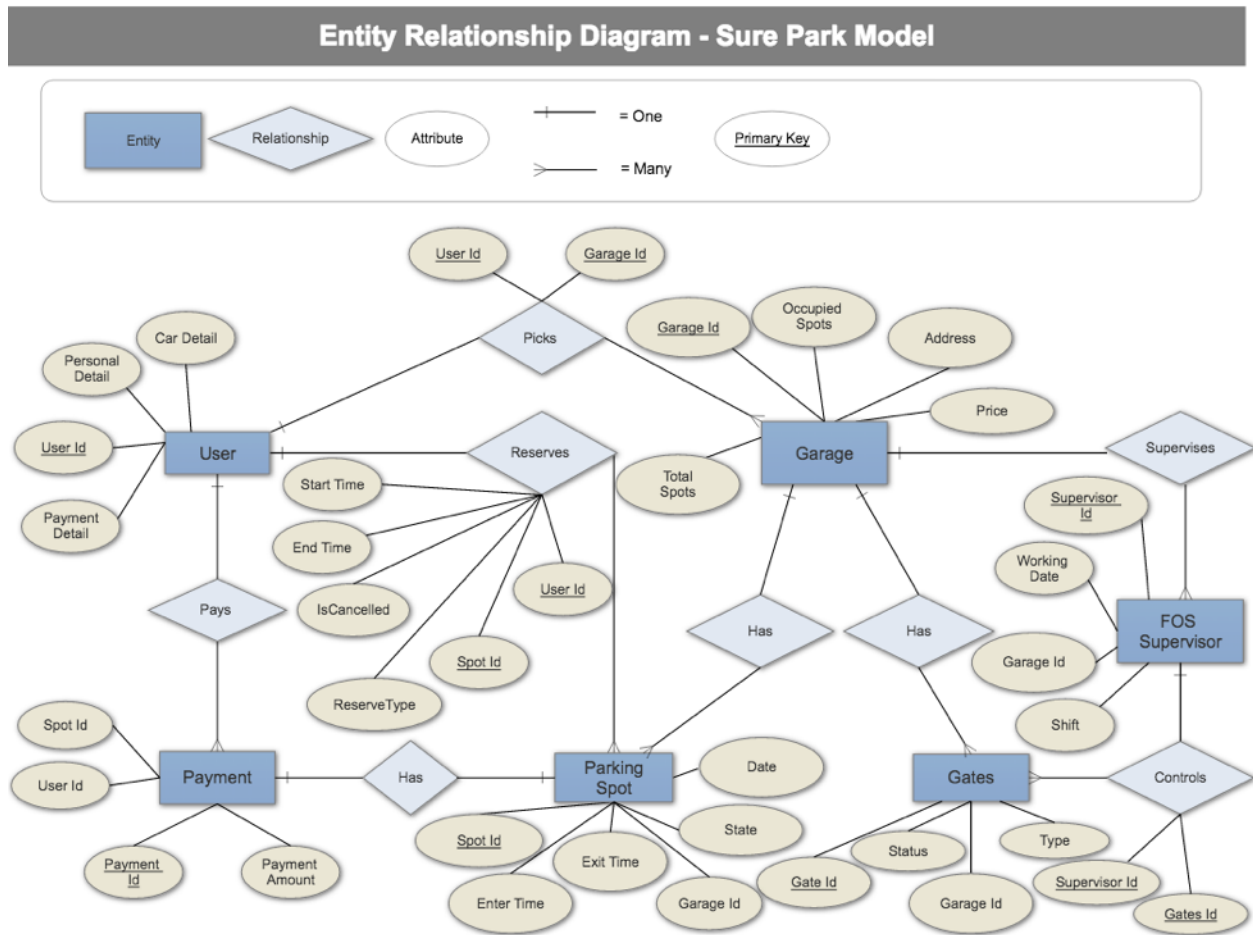 Entity Relationship Diagram - Sure Park Model
Entity
Relationship
Attribute
= One
= Many
Primary Key
User Id
Garage Id
Picks
Car Detail
Personal
Detail
User Id
Payment
Detail
User
Garage Id
Occupied
Spots
Address
Price
Total
Spots
Garage
Reserves
Supervises
Start Time
End Time
IsCancelled
ReserveType
Spot Id
User Id
Supervisor
Id
Working
Date
Garage Id
Shift
FOS
Supervisor
Pays
Has
Has
Spot Id
User Id
Payment
Payment
Id
Payment
Amount
Has
Parking
Spot
Date
State
Spot Id
Enter Time
Exit Time
Garage Id
Gates
Controls
Gate Id
Status
Garage Id
Type
Supervisor Id
Gates Id